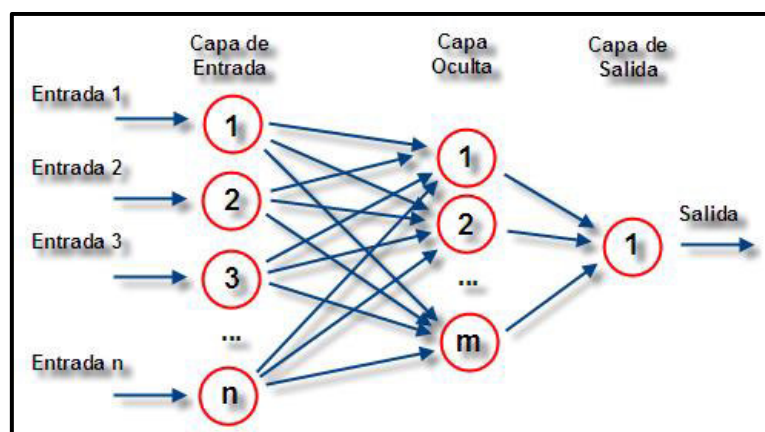 Capa de
Entrada
Capa
Oculta
Capa de
Salida
Entrada 1
1
Entrada 2
2
Entrada 3
3
...
Entrada n
n
1
2
...
m
1
Salida